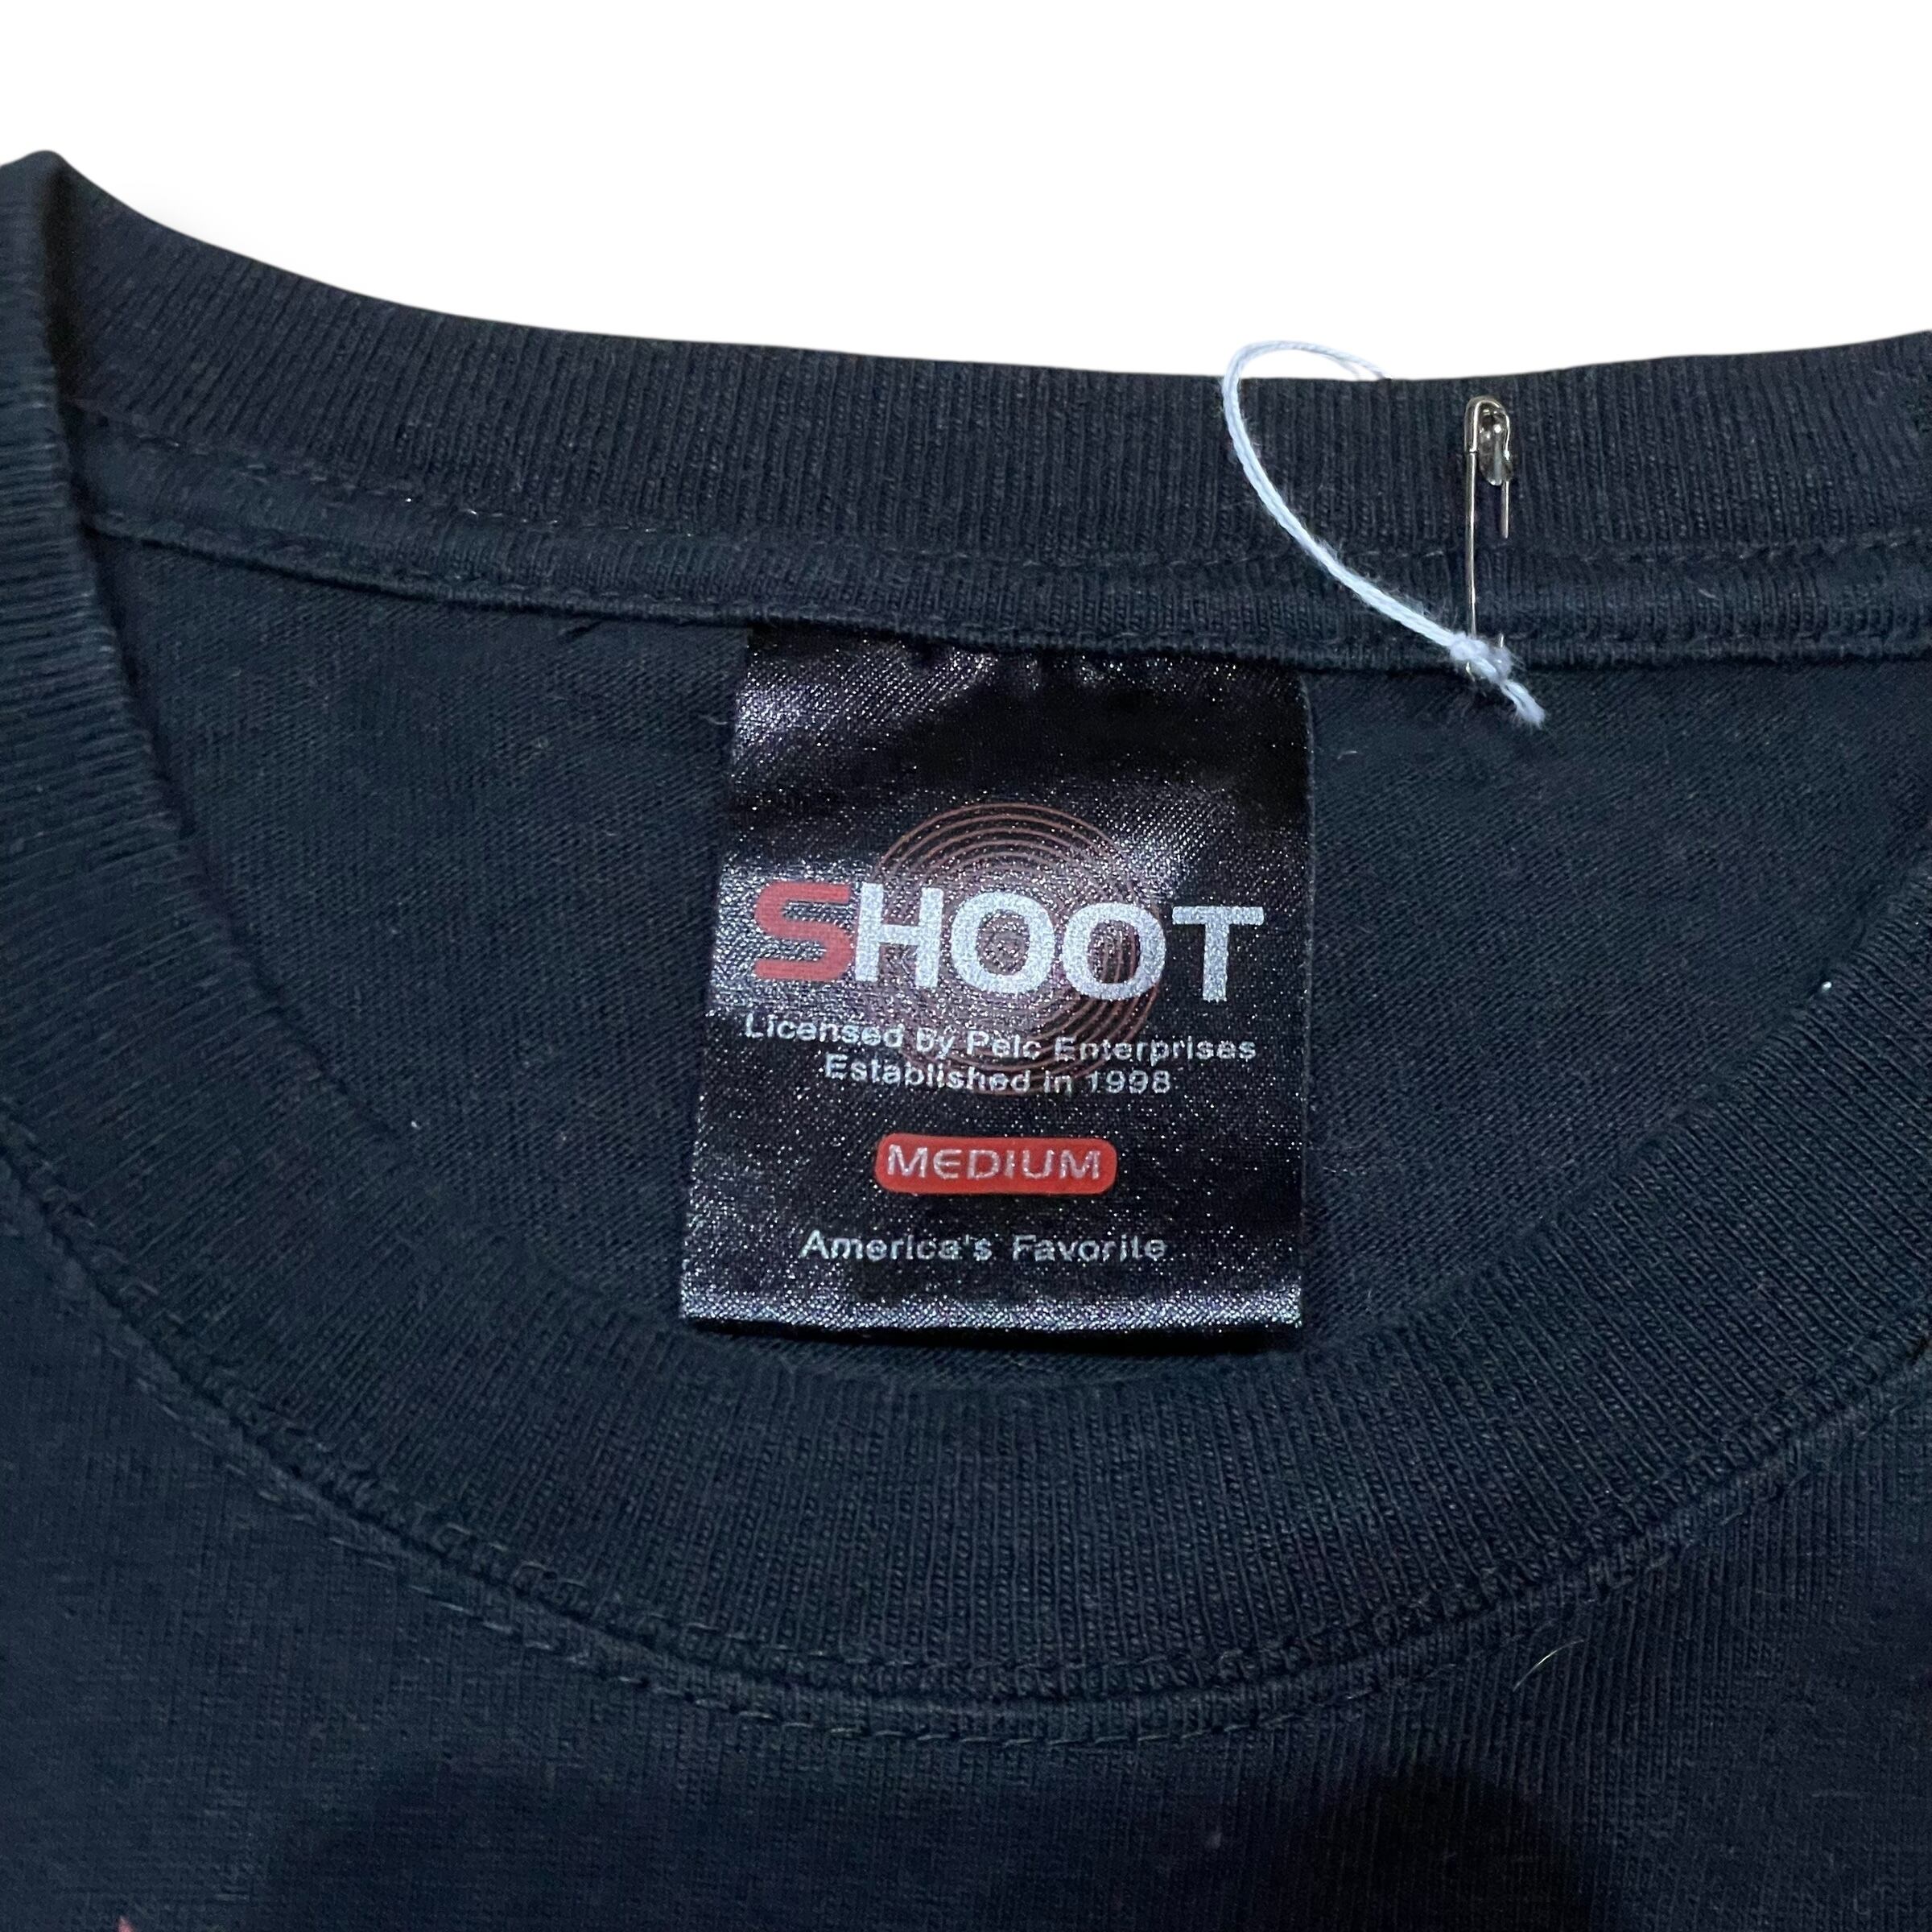 SHOOT
Licensed by Pelc Enterprises
Established in 1998
MEDIUM
America's Favorite